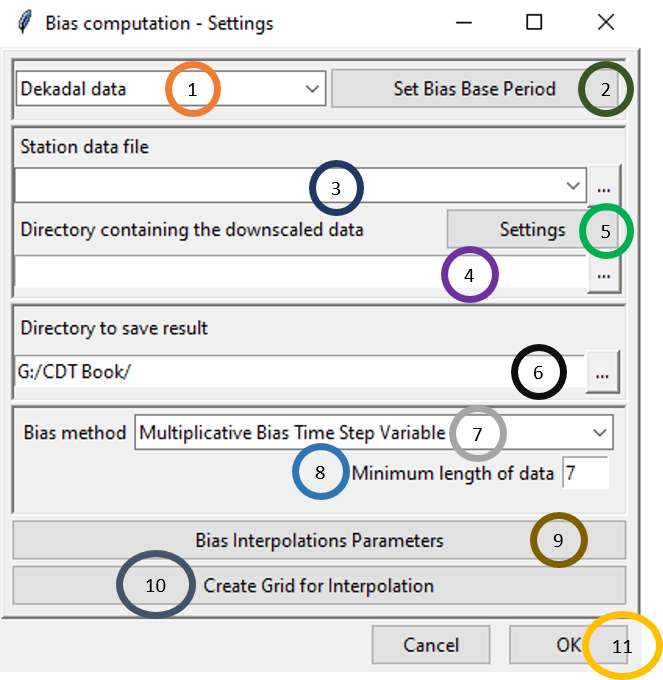 Bias computation - Settings
Dekadal data 1 Set Bias Base Period 2
Station data file
3 ...
Directory containing the downscaled data Settings 5
4 ...
Directory to save result
G:/CDT Book/ 6 ...
Bias method Multiplicative Bias Time Step Variable 7
8 Minimum length of data 7
Bias Interpolations Parameters 9
10 Create Grid for Interpolation
Cancel OK 11